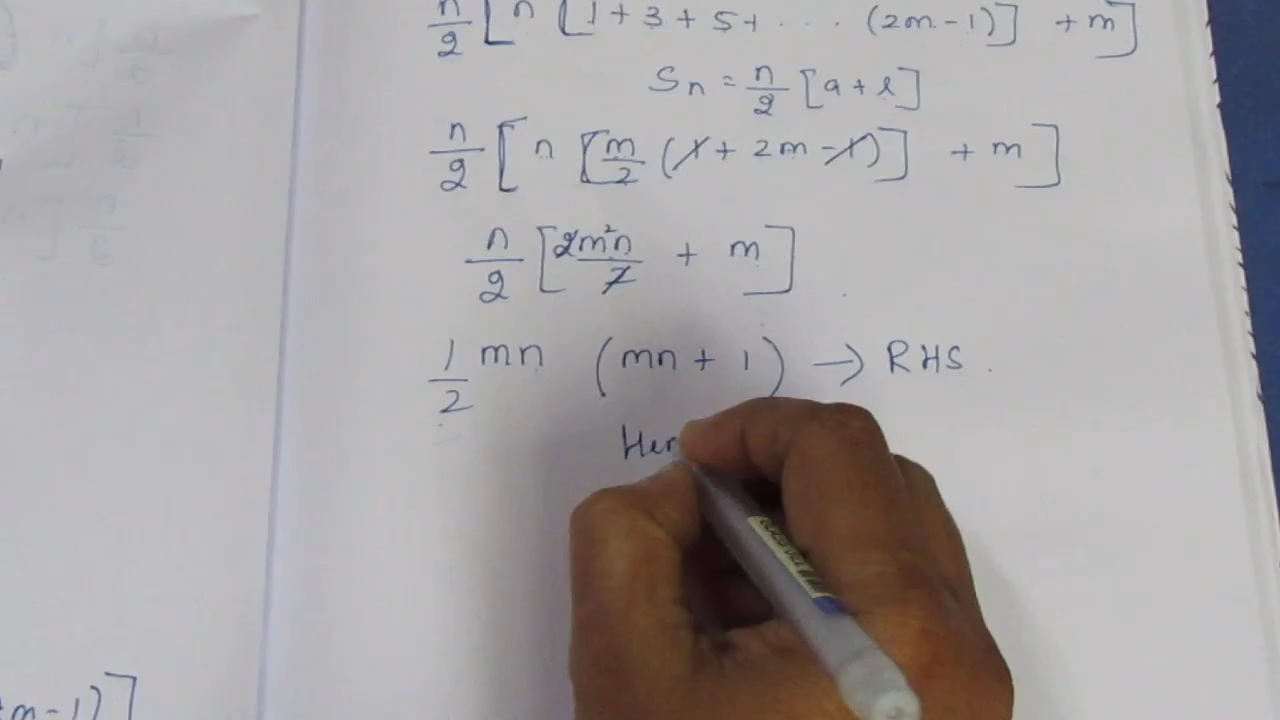 n/2 [n [1 + 3 + 5 + .... (2m - 1)] + m]
Sn = n/2 [a + l]
n/2 [n [m/2 (1 + 2m - 1)] + m]
n/2 [2m²n/2 + m]
1/2 mn (mn + 1) → RHS.
Hen
m-1)]